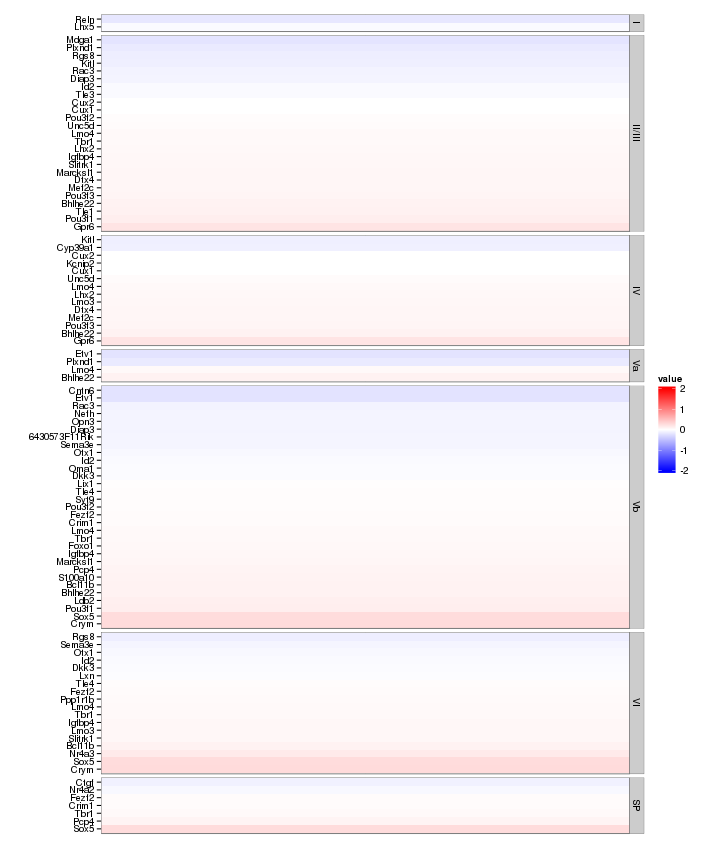 Reln
Lhx5
I
Mdga1
Plxnd1
Rgs8
Kitl
Rac3
Diap3
Id2
Tle3
Cux2
Cux1
Pou3f2
Unc5d
Lmo4
Tbr1
Lhx2
Igfbp4
Slitrk1
Marcksl1
Dtx4
Mef2c
Pou3f3
Bhlhe22
Tle1
Pou3f1
Gpr6
II/III
Kitl
Cyp39a1
Cux2
Kcnip2
Cux1
Unc5d
Lmo4
Lhx2
Lmo3
Dtx4
Mef2c
Pou3f3
Bhlhe22
Gpr6
IV
Etv1
Plxnd1
Lmo4
Bhlhe22
Va
Cntn6
Etv1
Rac3
Nefh
Opn3
Diap3
6430573F11Rik
Sema3e
Otx1
Id2
Oma1
Dkk3
Lix1
Tle4
Syt9
Pou3f2
Fezf2
Crim1
Lmo4
Tbr1
Foxo1
Igfbp4
Marcksl1
Pcp4
S100a10
Bcl11b
Bhlhe22
Ldb2
Pou3f1
Sox5
Crym
Vb
Rgs8
Sema3e
Otx1
Id2
Dkk3
Lxn
Tle4
Fezf2
Ppp1r1b
Lmo4
Tbr1
Igfbp4
Lmo3
Slitrk1
Bcl11b
Nr4a3
Sox5
Crym
VI
Ctgf
Nr4a2
Fezf2
Crim1
Tbr1
Pcp4
Sox5
SP
value
2
1
0
-1
-2